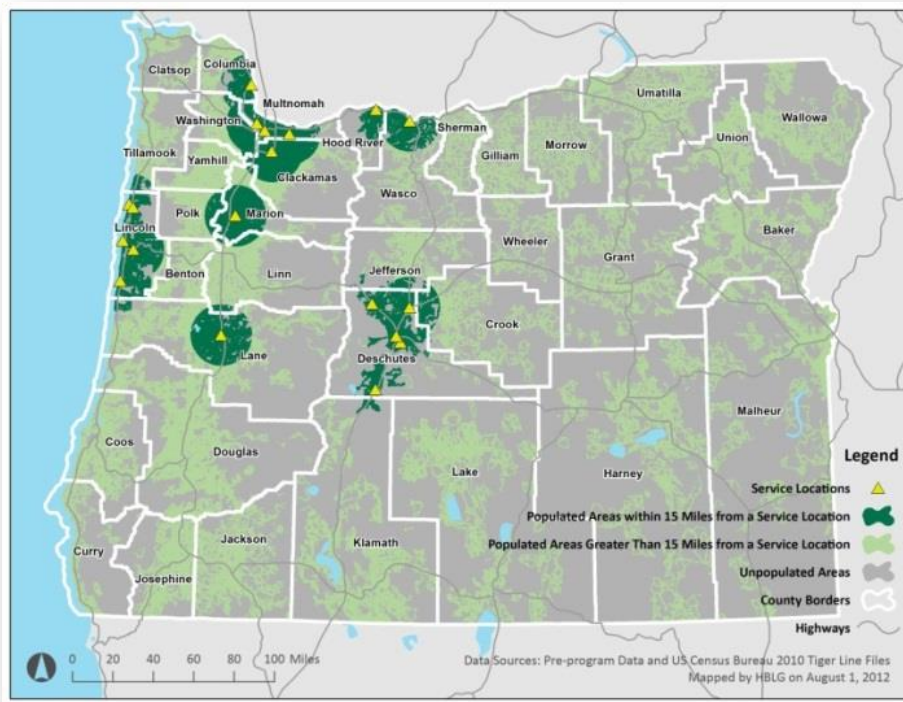 Columbia
Clatsop
Multnomah
Umatilla
Wallowa
Washington
Union
Sherman
Hood River
Tillamook
Gilliam
Morrow
Yamhill
Clackamas
Wasco
Polk
Marion
Lincoln
Baker
Wheeler
Grant
Benton
Linn
Jefferson
Crook
Lane
Deschutes
Malheur
Coos
Douglas
Lake
Harney
Legend
Service Locations
Populated Areas within 15 Miles from a Service Location
Populated Areas Greater Than 15 Miles from a Service Location
Unpopulated Areas
County Borders
Highways
Curry
Jackson
Klamath
Josephine
0 20 40 60 80 100 Miles
Data Sources: Pre-program Data and US Census Bureau 2010 Tiger Line Files
Mapped by HBLG on August 1, 2012